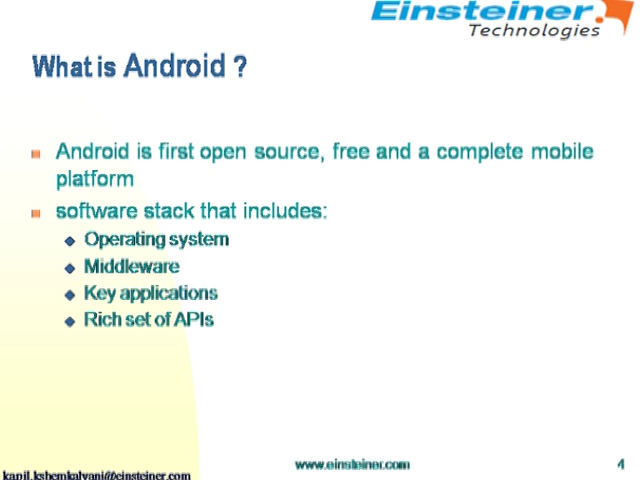 Einsteiner
Technologies
What is Android ?
Android is first open source, free and a complete mobile
platform
software stack that includes:
Operating system
Middleware
Key applications
Rich set of APIs
kapil.kshemkalyani@einsteiner.com
www.einsteiner.com
4